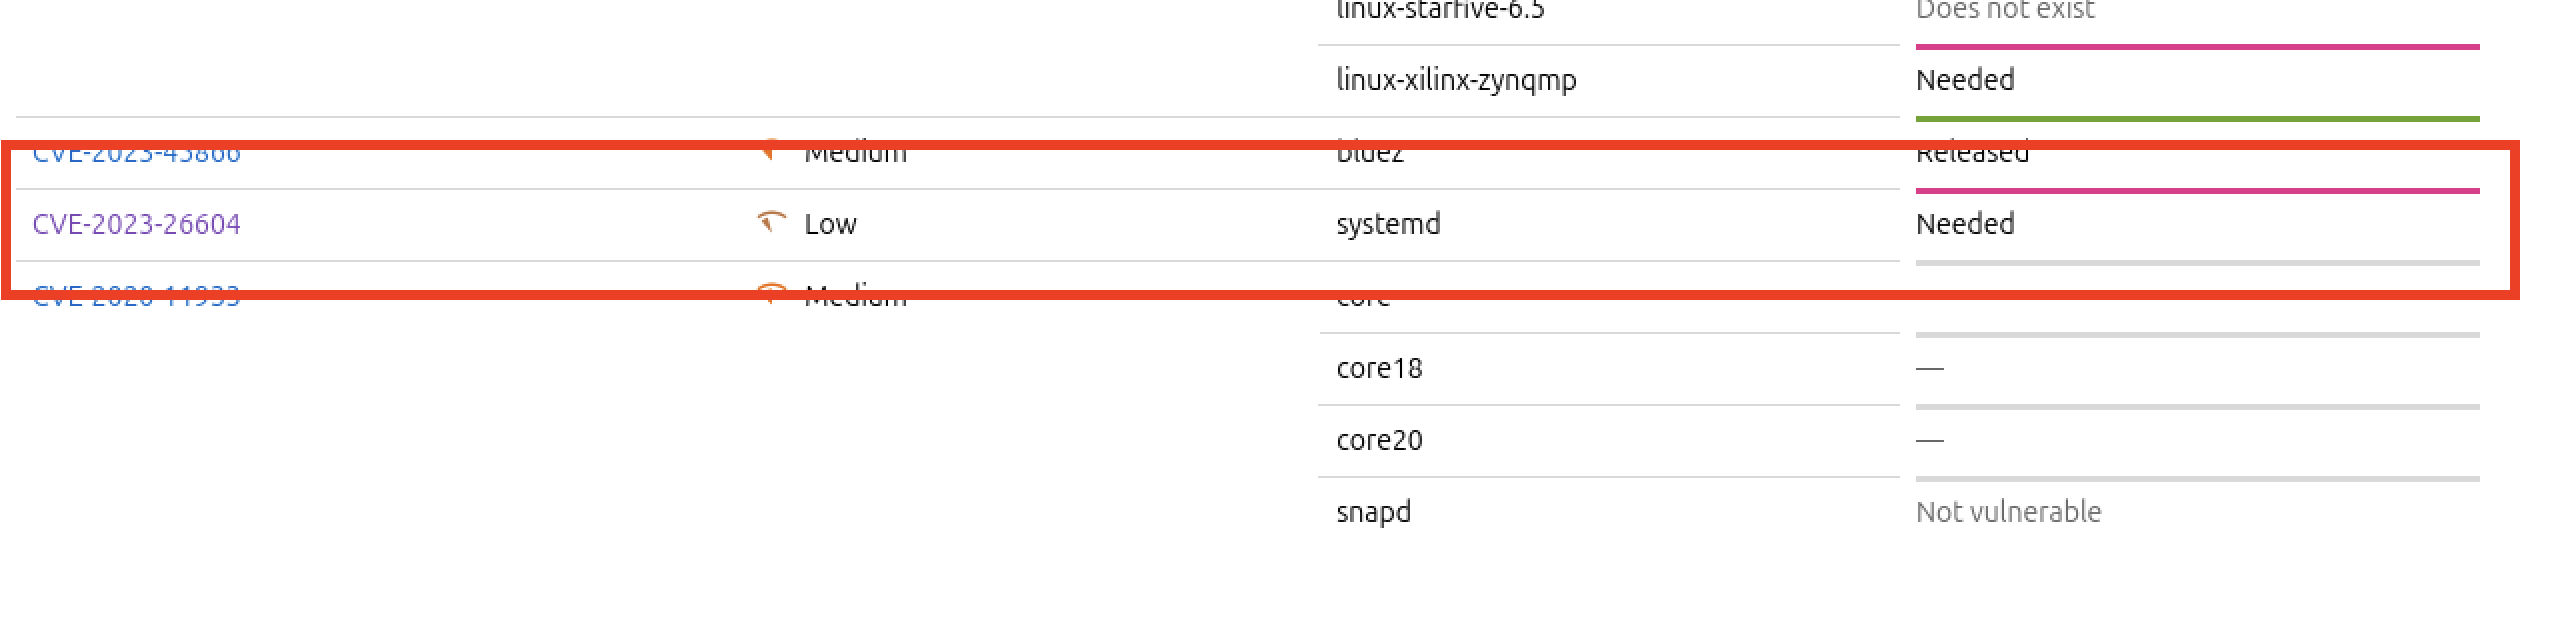 linux-starfive-6.5 Does not exist
linux-xilinx-zynqmp Needed
CVE-2023-45866 Medium bluez Released
CVE-2023-26604 Low systemd Needed
CVE-2020-11933 Medium core
core18 —
core20 —
snapd Not vulnerable